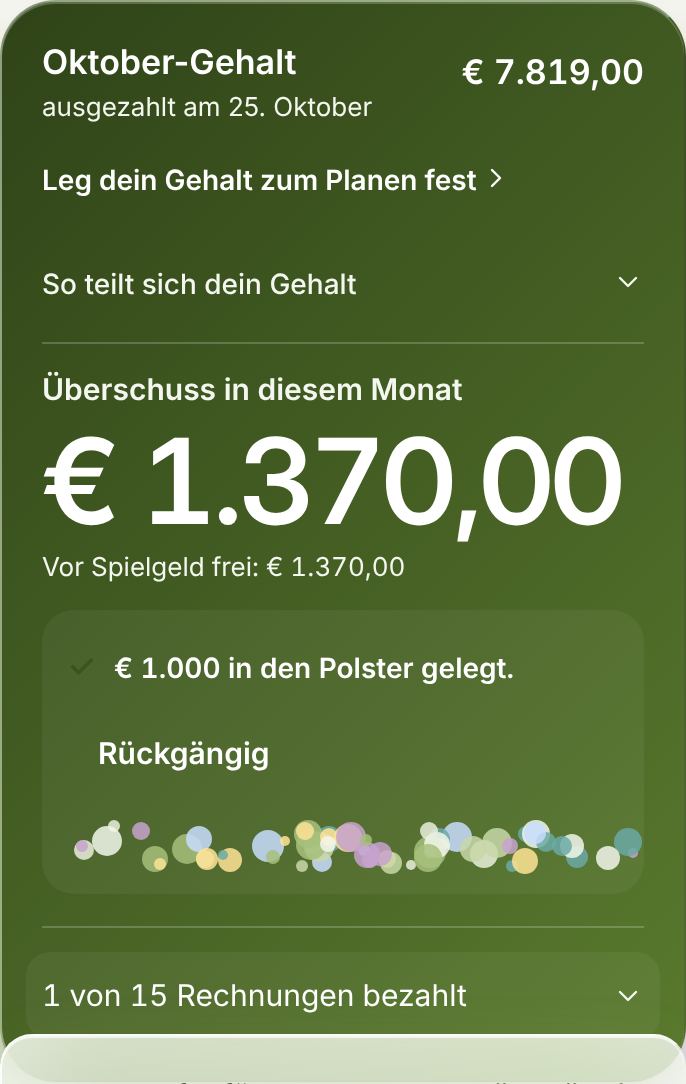 Oktober-Gehalt
€ 7.819,00
ausgezahlt am 25. Oktober
Leg dein Gehalt zum Planen fest
So teilt sich dein Gehalt
Überschuss in diesem Monat
€ 1.370,00
Vor Spielgeld frei: € 1.370,00
€ 1.000 in den Polster gelegt.
Rückgängig
1 von 15 Rechnungen bezahlt